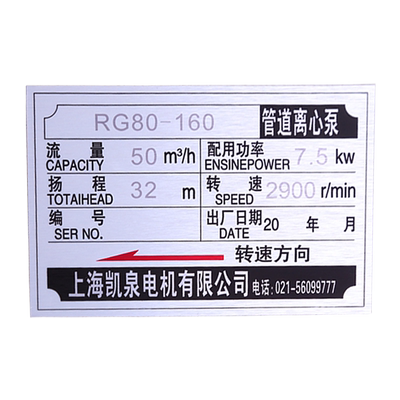 RG80-160 管道离心泵
流量 50 m³/h 配用功率 7.5 kw
CAPACITY ENSINEPOWER
扬程 32 m 转速 2900 r/min
TOTAIHEAD SPEED
编号 出厂日期 20 年 月
SER NO. DATE
转速方向
上海凯泉电机有限公司 电话:021-56099777